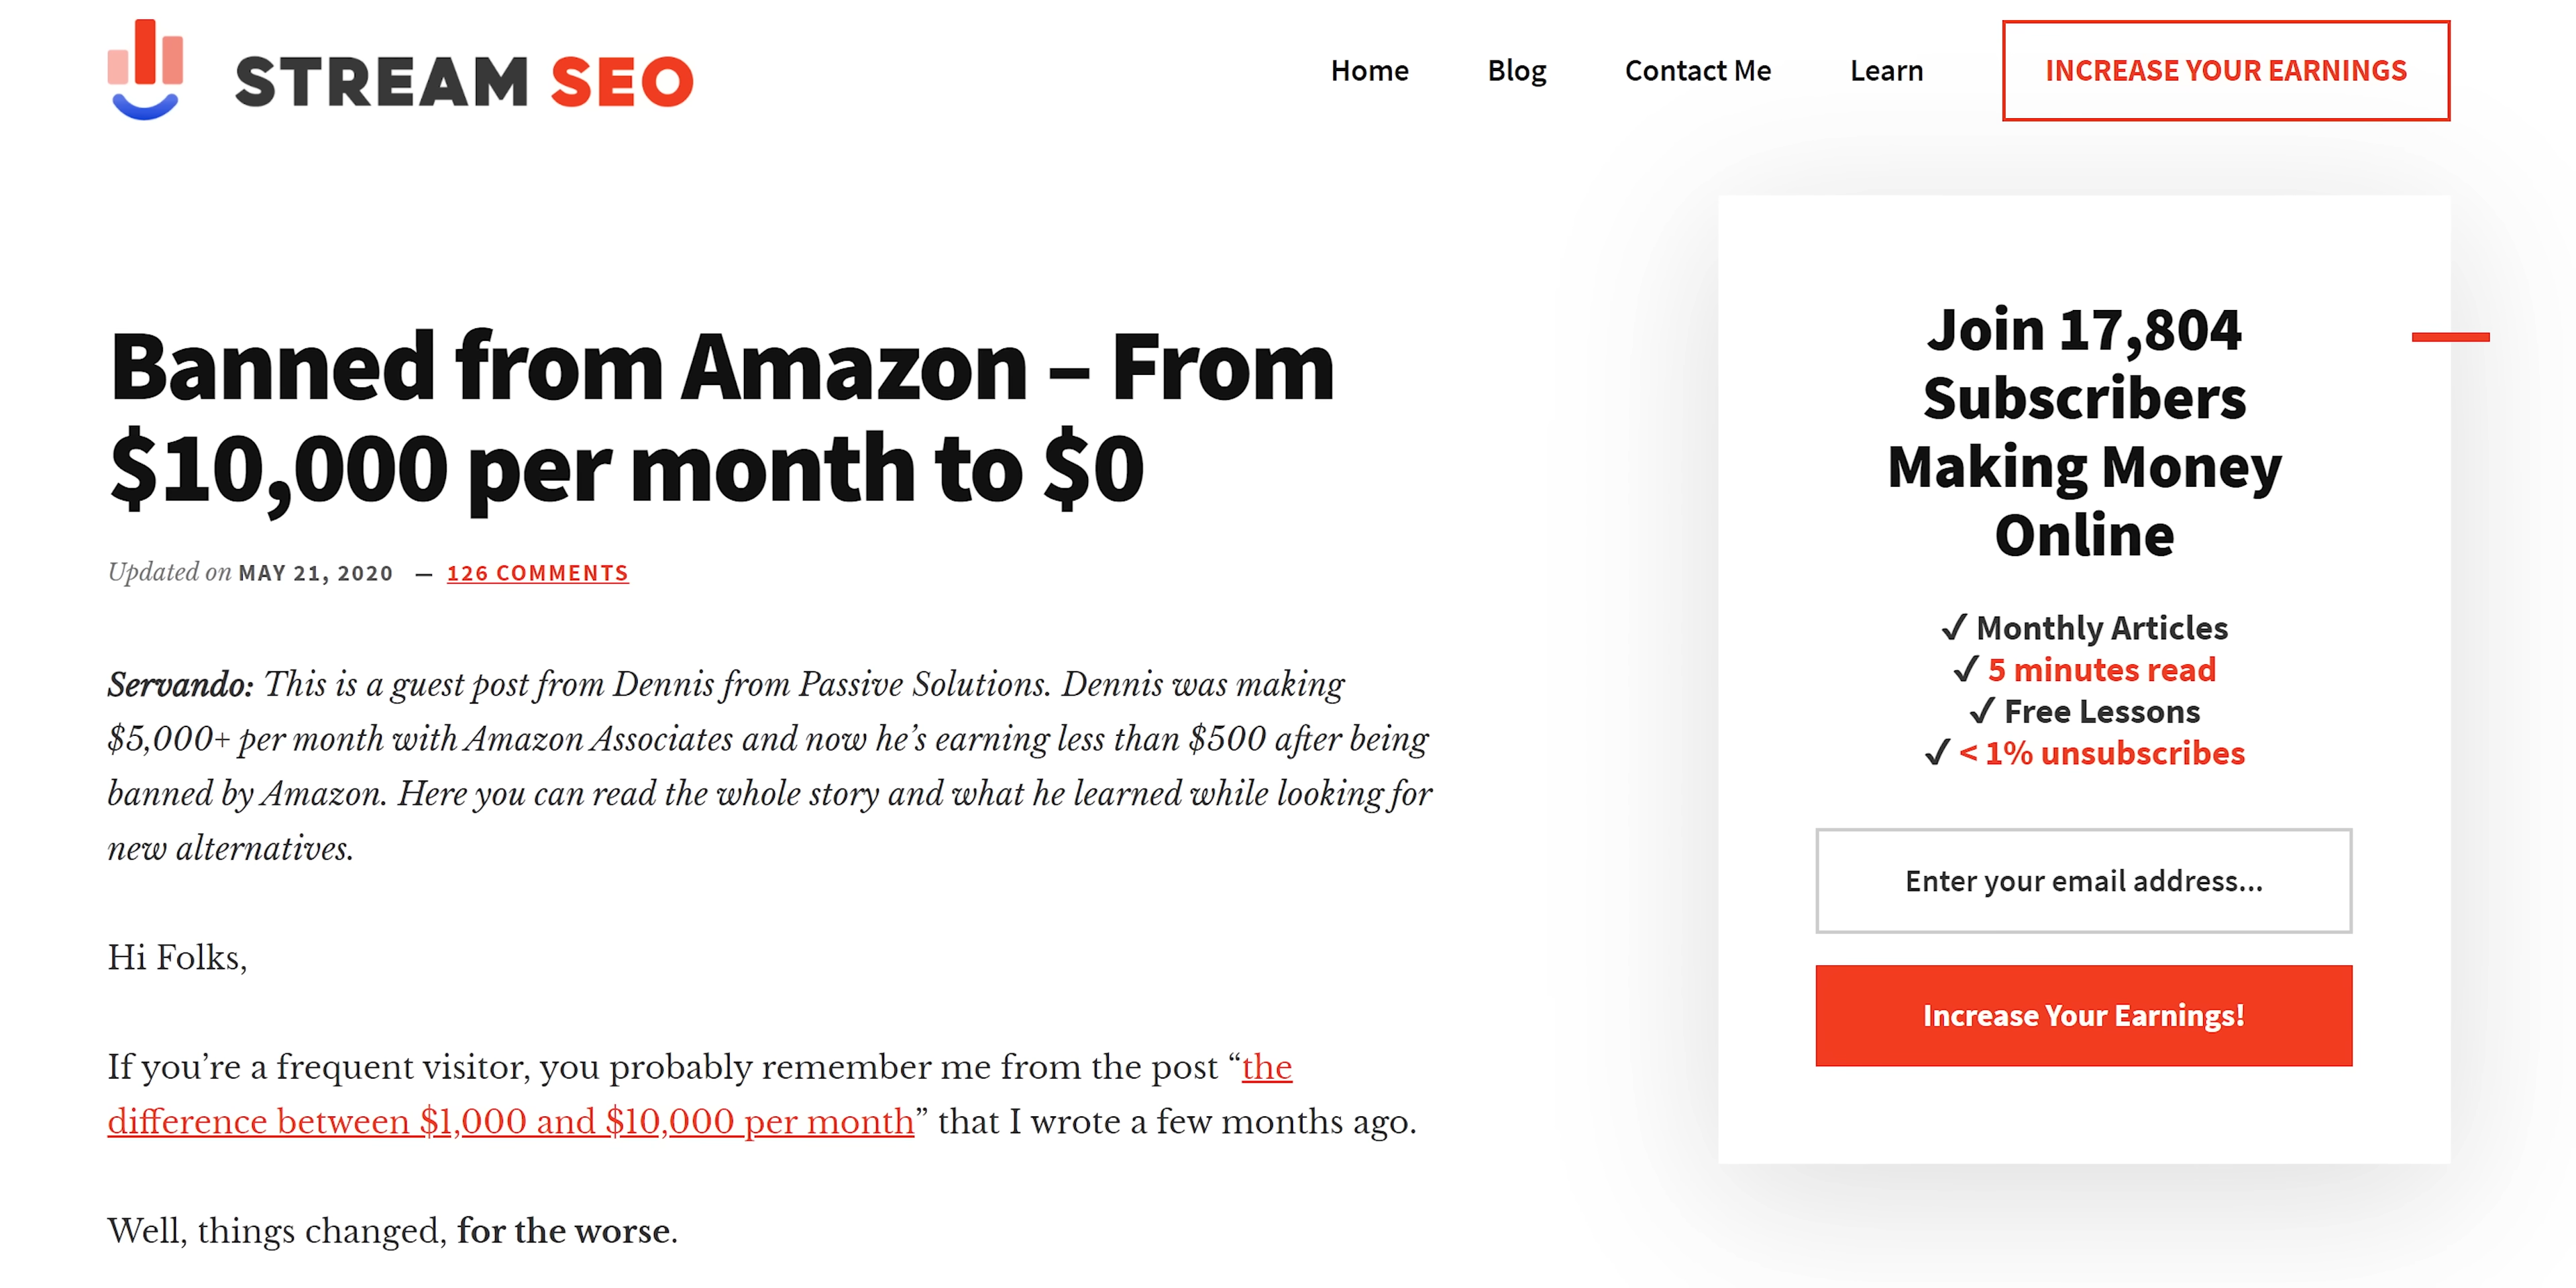 STREAM SEO
Home
Blog
Contact Me
Learn
INCREASE YOUR EARNINGS
Banned from Amazon – From
$10,000 per month to $0
Updated on MAY 21, 2020 — 126 COMMENTS
Servando: This is a guest post from Dennis from Passive Solutions. Dennis was making
$5,000+ per month with Amazon Associates and now he’s earning less than $500 after being
banned by Amazon. Here you can read the whole story and what he learned while looking for
new alternatives.
Hi Folks,
If you’re a frequent visitor, you probably remember me from the post “the
difference between $1,000 and $10,000 per month” that I wrote a few months ago.
Well, things changed, for the worse.
Join 17,804
Subscribers
Making Money
Online
✓ Monthly Articles
✓ 5 minutes read
✓ Free Lessons
✓ < 1% unsubscribes
Enter your email address...
Increase Your Earnings!